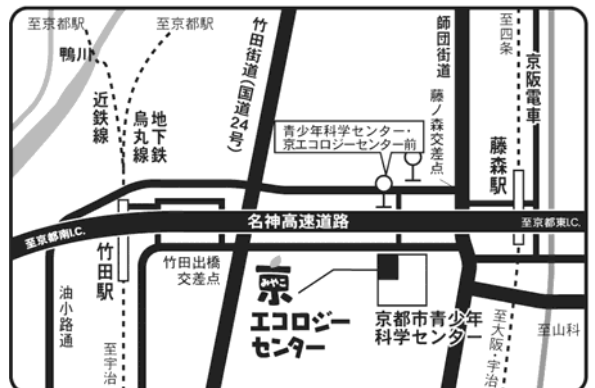 至京都駅
至京都駅
鴨川
近鉄線
地下鉄
烏丸線
竹田街道(国道24号)
師団街道
藤ノ森交差点
至四条
京阪電車
藤森駅
青少年科学センター・
京エコロジーセンター前
名神高速道路
至京都南I.C.
至京都東I.C.
竹田駅
竹田出橋
交差点
油小路通
至宇治
みやこ
京
エコロジー
センター
京都市青少年
科学センター
至大阪・宇治
至山科